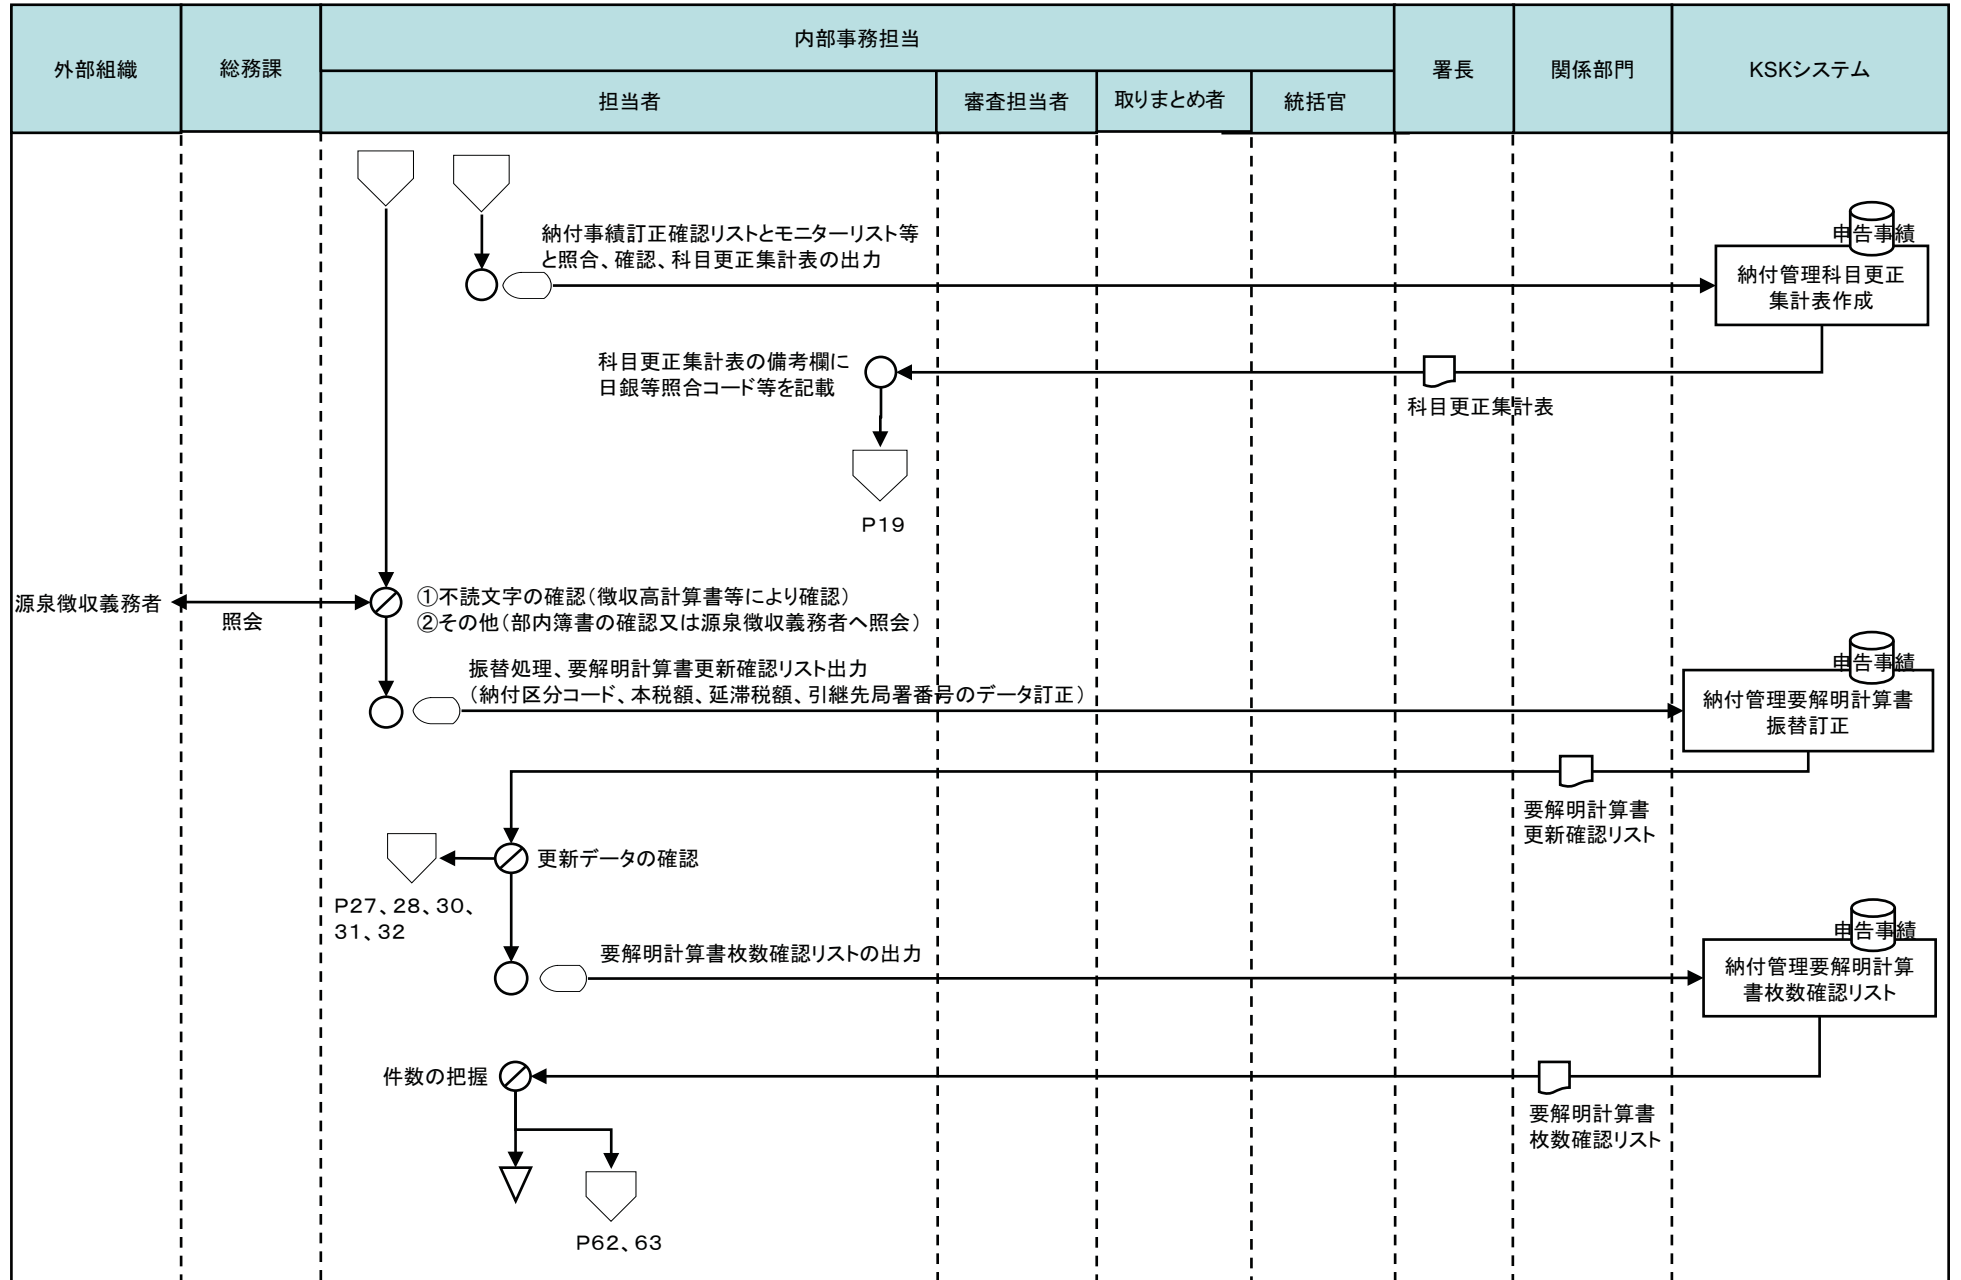 外部組織
総務課
内部事務担当
署長
関係部門
KSKシステム
担当者
審査担当者
取りまとめ者
統括官
納付事績訂正確認リストとモニターリスト等
と照合、確認、科目更正集計表の出力
申告事績
納付管理科目更正
集計表作成
科目更正集計表の備考欄に
日銀等照合コード等を記載
科目更正集計表
P19
源泉徴収義務者
照会
①不読文字の確認(徴収高計算書等により確認)
②その他(部内簿書の確認又は源泉徴収義務者へ照会)
振替処理、要解明計算書更新確認リスト出力
(納付区分コード、本税額、延滞税額、引継先局署番号のデータ訂正)
申告事績
納付管理要解明計算書
振替訂正
要解明計算書
更新確認リスト
更新データの確認
P27、28、30、
31、32
要解明計算書枚数確認リストの出力
申告事績
納付管理要解明計算
書枚数確認リスト
件数の把握
要解明計算書
枚数確認リスト
P62、63